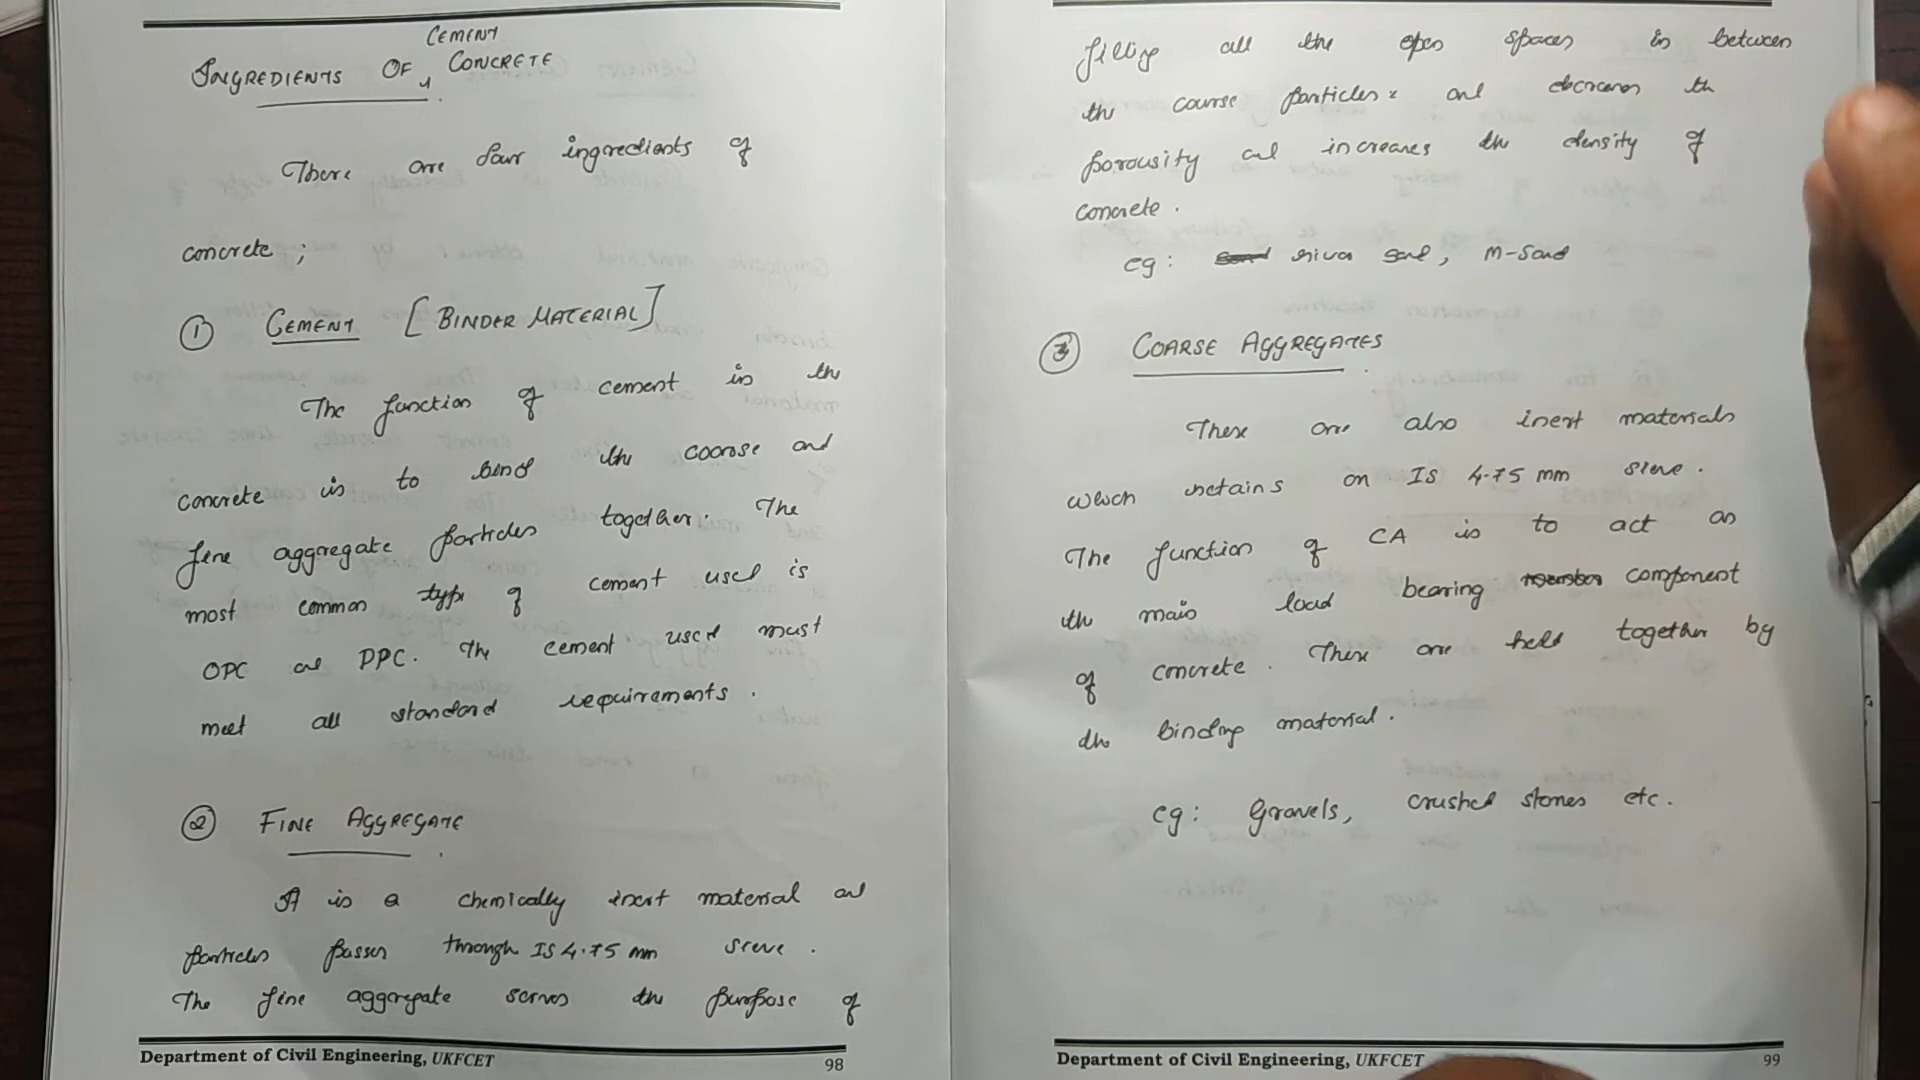 CEMENT
INGREDIENTS OF CONCRETE
There are four ingredients of
concrete ;
① CEMENT [BINDER MATERIAL]
The function of cement in the
concrete is to bind the coarse and
fine aggregate particles together. The
most common type of cement used is
OPC and PPC. The cement used must
meet all standard requirements.
② FINE AGGREGATE
It is a chemically inert material and
particles passes through IS 4.75 mm sieve.
The fine aggregate serves the purpose of
Department of Civil Engineering, UKFCET 98
filling all the open spaces in between
the course particles and decreases the
porousity and increases the density of
concrete.
eg: river sand, M-Sand
③ COARSE AGGREGATES
These are also inert materials
which retains on IS 4.75 mm sieve.
The function of CA is to act as
the main load bearing component
of concrete. These are held together by
the binding material.
eg: Gravels, crushed stones etc.
Department of Civil Engineering, UKFCET 99